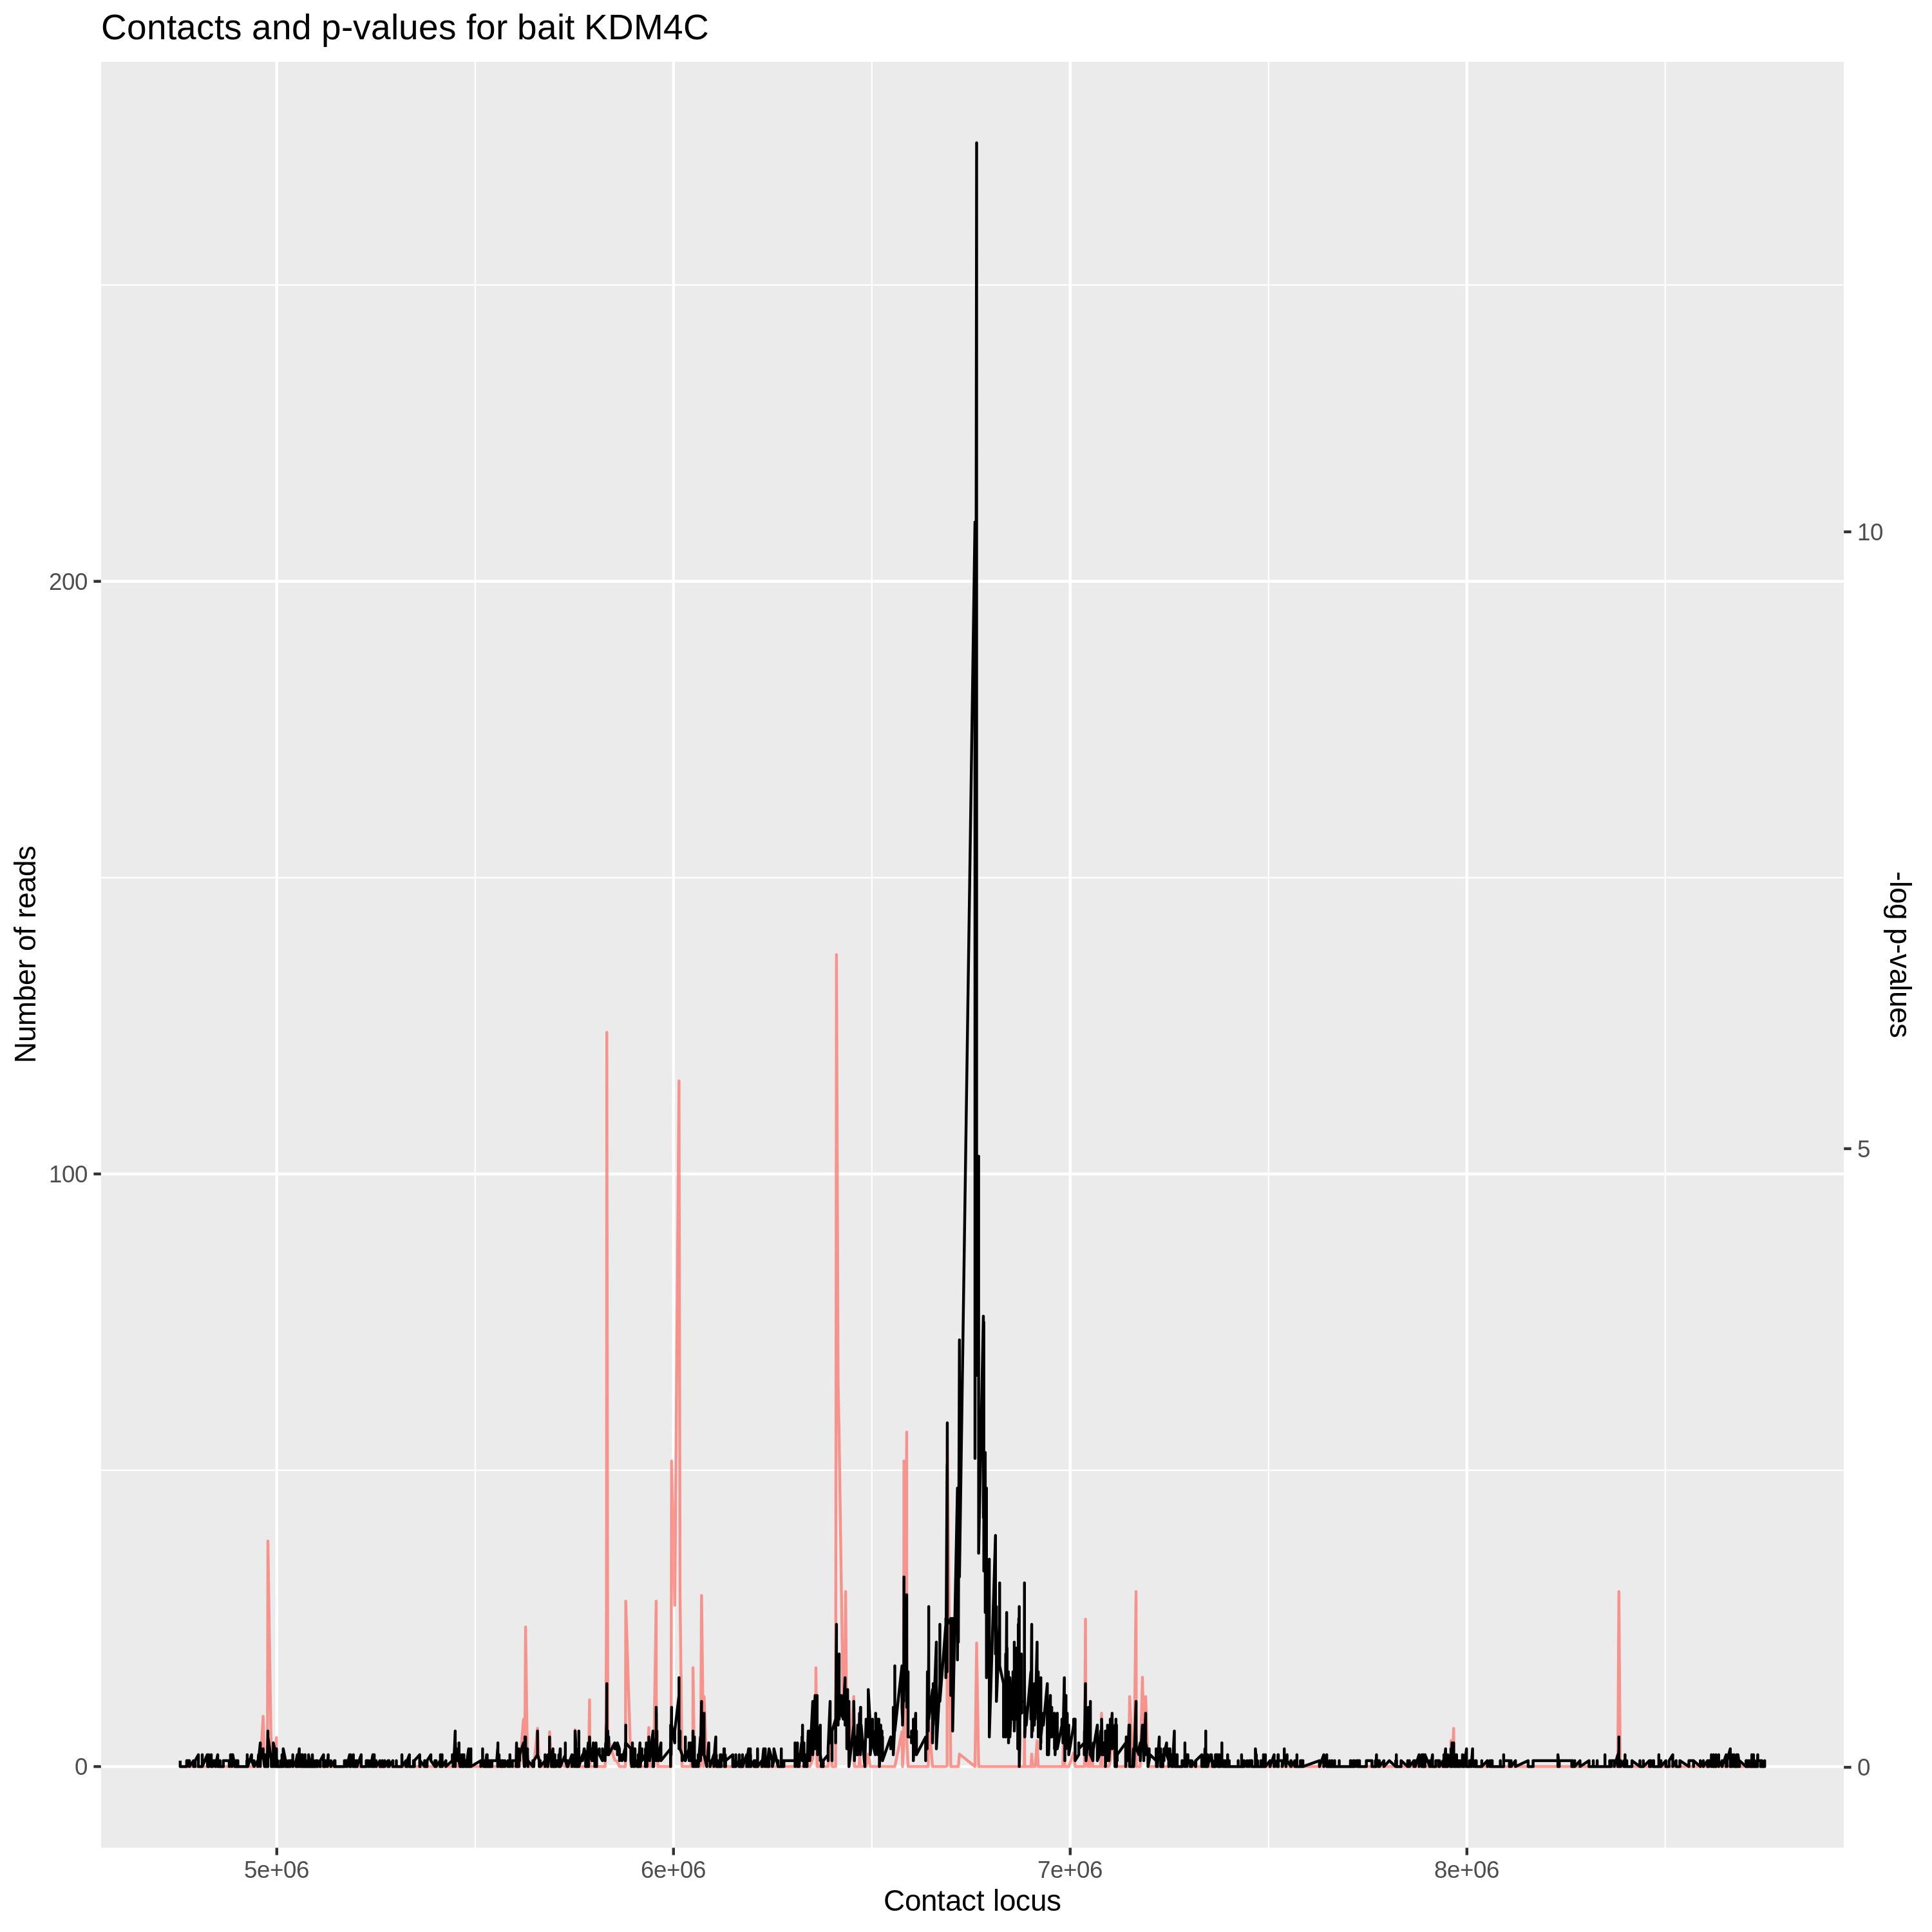 Contacts and p-values for bait KDM4C
Number of reads
200
100
0
10
5
0
-log p-values
5e+06
6e+06
7e+06
8e+06
Contact locus